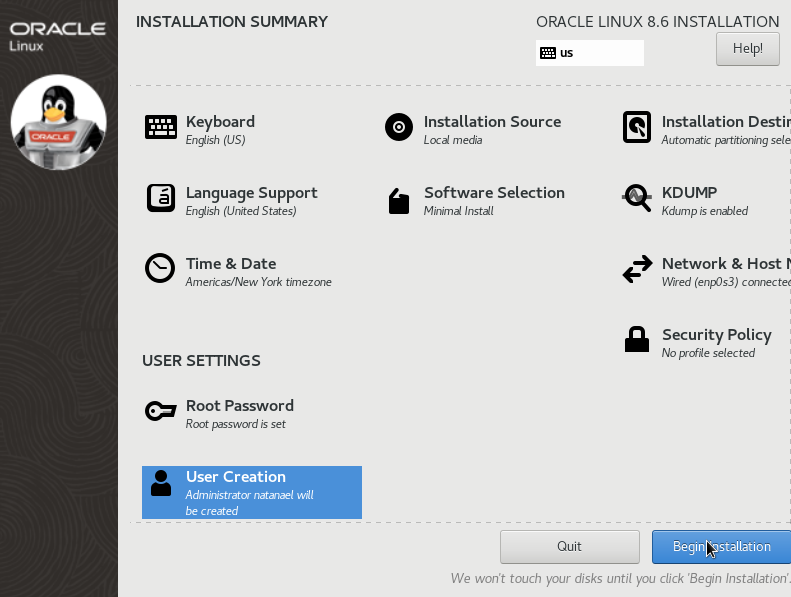 ORACLE
Linux
ORACLE
INSTALLATION SUMMARY
ORACLE LINUX 8.6 INSTALLATION
us
Help!
Keyboard
English (US)
Installation Source
Local media
Installation Destin
Automatic partitioning sele
Language Support
English (United States)
Software Selection
Minimal Install
KDUMP
Kdump is enabled
Time & Date
Americas/New York timezone
Network & Host N
Wired (enp0s3) connected
Security Policy
No profile selected
USER SETTINGS
Root Password
Root password is set
User Creation
Administrator natanael will
be created
Quit
Begin Installation
We won't touch your disks until you click 'Begin Installation'.